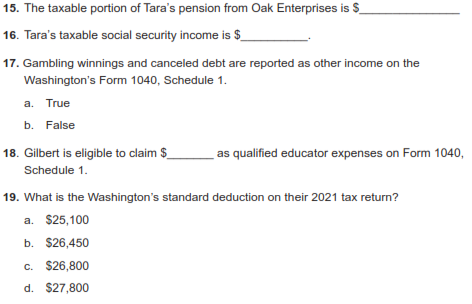 15. The taxable portion of Tara's pension from Oak Enterprises is $_______________
16. Tara's taxable social security income is $__________.
17. Gambling winnings and canceled debt are reported as other income on the
Washington's Form 1040, Schedule 1.
a. True
b. False
18. Gilbert is eligible to claim $_______ as qualified educator expenses on Form 1040,
Schedule 1.
19. What is the Washington's standard deduction on their 2021 tax return?
a. $25,100
b. $26,450
c. $26,800
d. $27,800